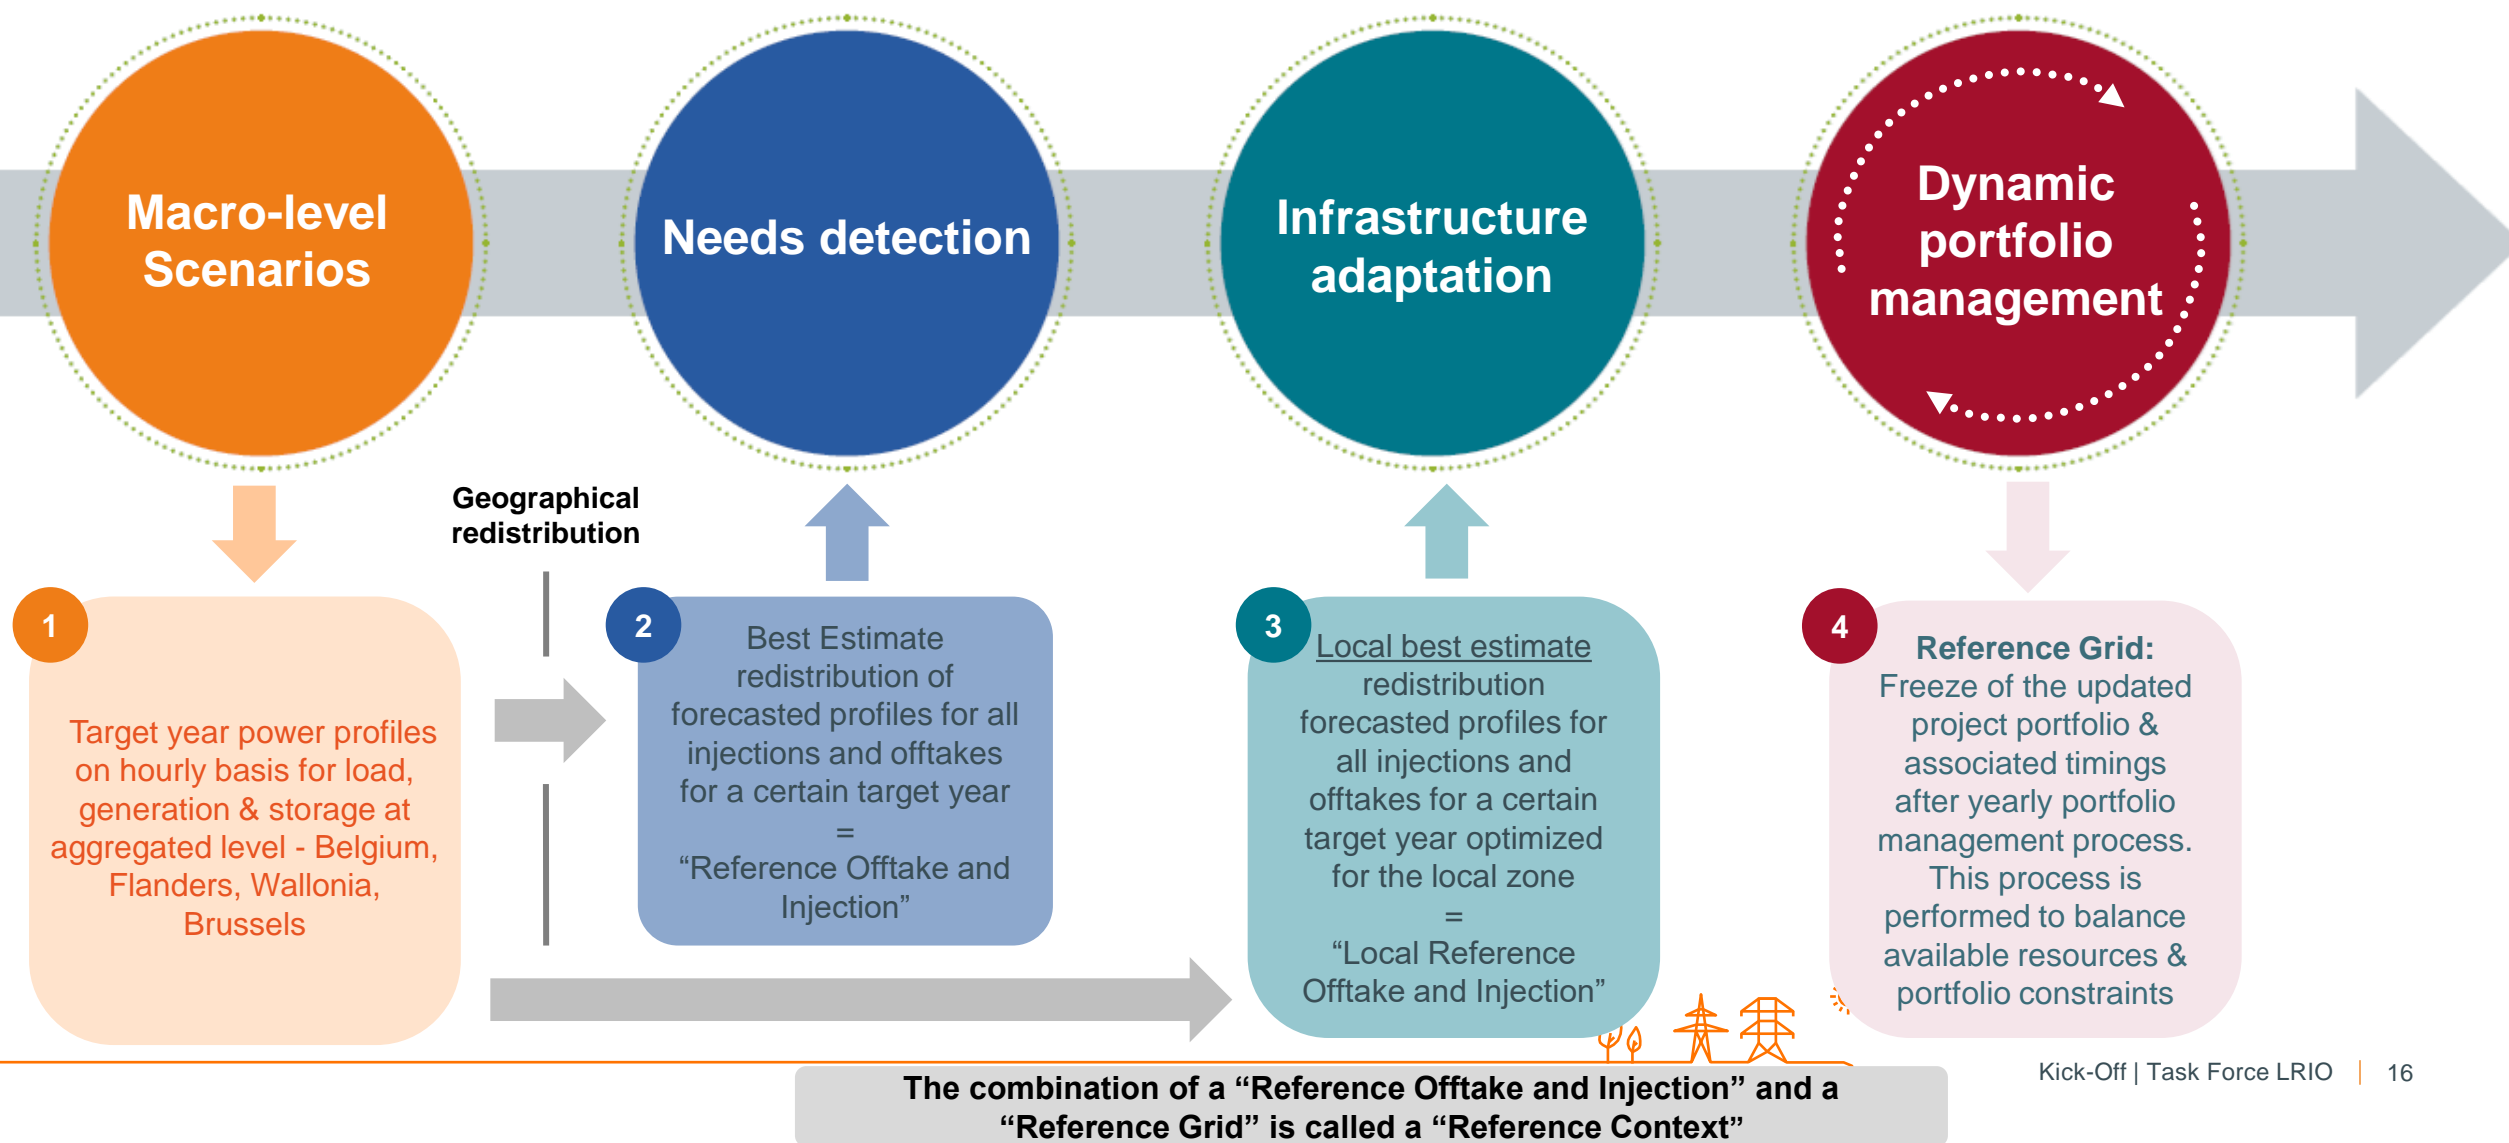 Macro-level
Scenarios
Needs detection
Infrastructure
adaptation
Dynamic
portfolio
management
Geographical
redistribution
1
Target year power profiles
on hourly basis for load,
generation & storage at
aggregated level - Belgium,
Flanders, Wallonia,
Brussels
2
Best Estimate
redistribution of
forecasted profiles for all
injections and offtakes
for a certain target year
=
“Reference Offtake and
Injection”
3
Local best estimate
redistribution
forecasted profiles for
all injections and
offtakes for a certain
target year optimized
for the local zone
=
“Local Reference
Offtake and Injection”
4
Reference Grid:
Freeze of the updated
project portfolio &
associated timings
after yearly portfolio
management process.
This process is
performed to balance
available resources &
portfolio constraints
The combination of a “Reference Offtake and Injection” and a
“Reference Grid” is called a “Reference Context”
Kick-Off | Task Force LRIO | 16